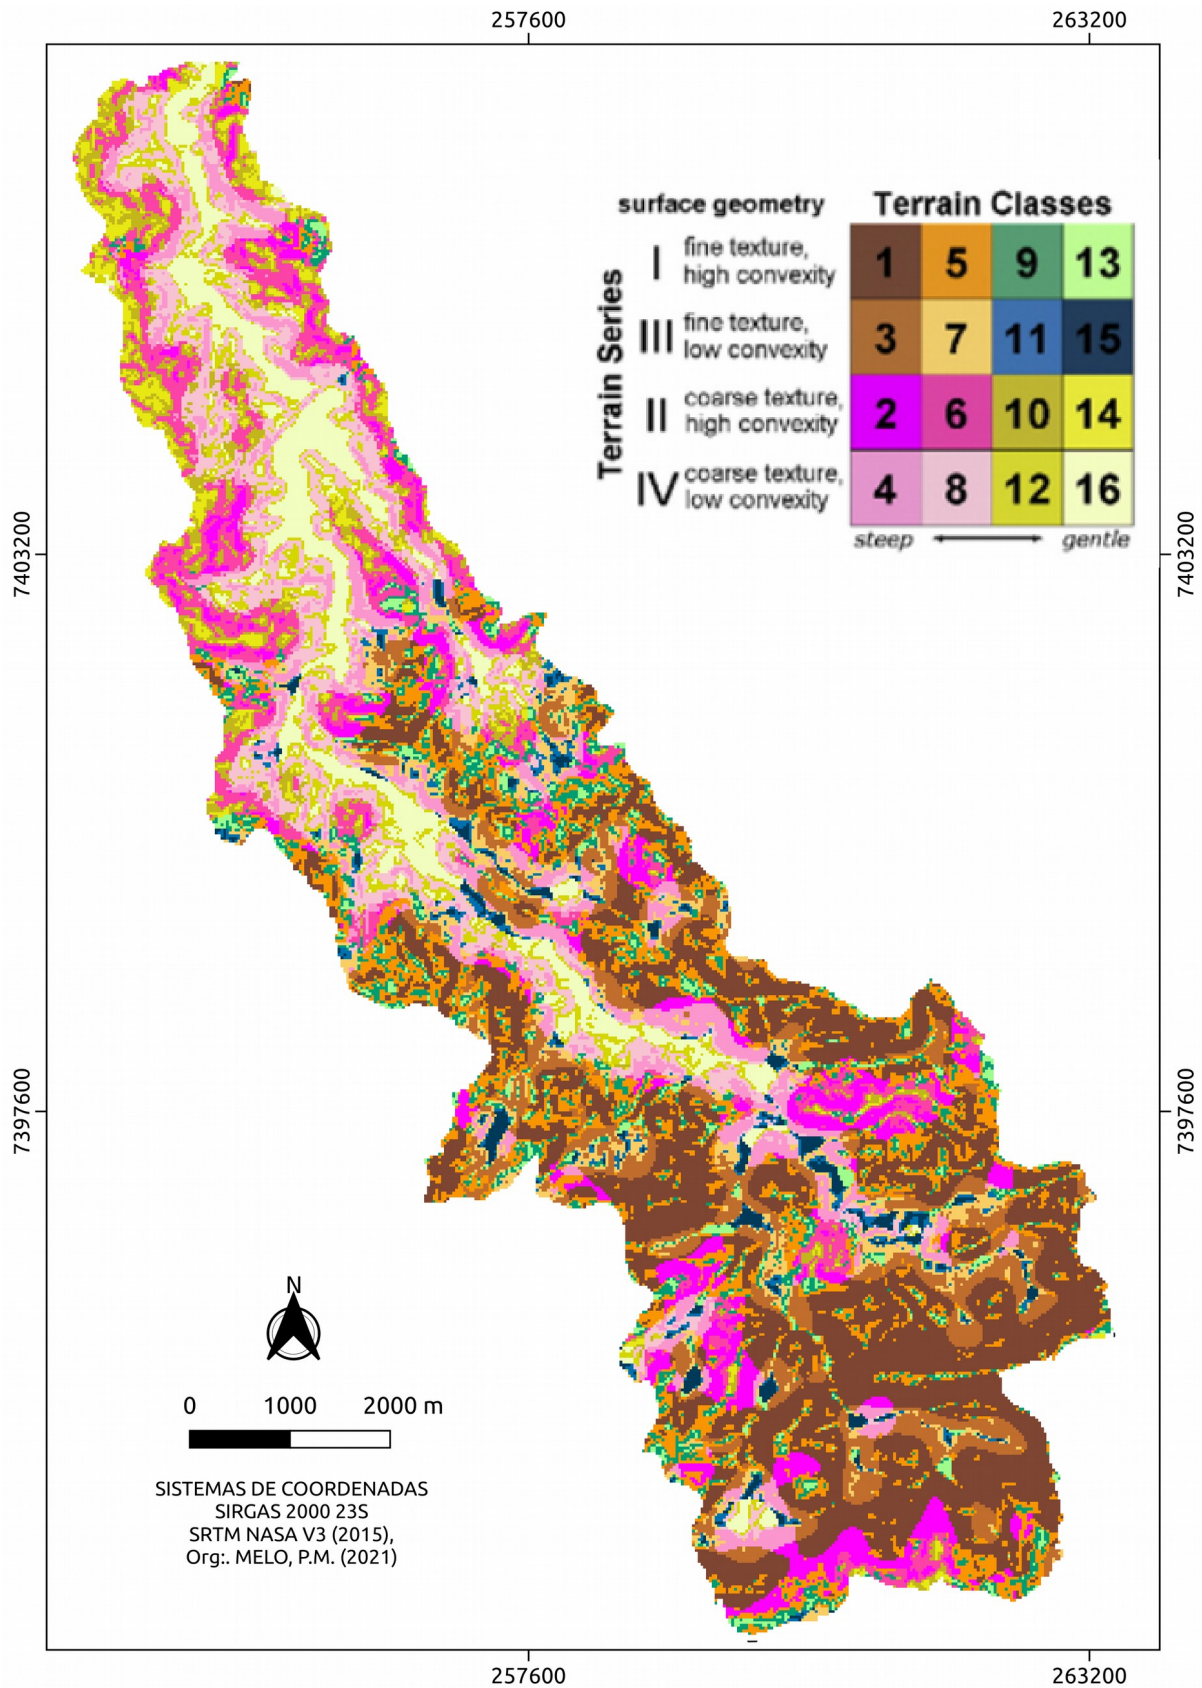 257600 263200
surface geometry Terrain Classes
Terrain Series
I fine texture,
high convexity
1 5 9 13
III fine texture,
low convexity
3 7 11 15
II coarse texture,
high convexity
2 6 10 14
IV coarse texture,
low convexity
4 8 12 16
steep gentle
7403200 7403200
7397600 7397600
N
0 1000 2000 m
SISTEMAS DE COORDENADAS
SIRGAS 2000 23S
SRTM NASA V3 (2015),
Org:. MELO, P.M. (2021)
257600 263200